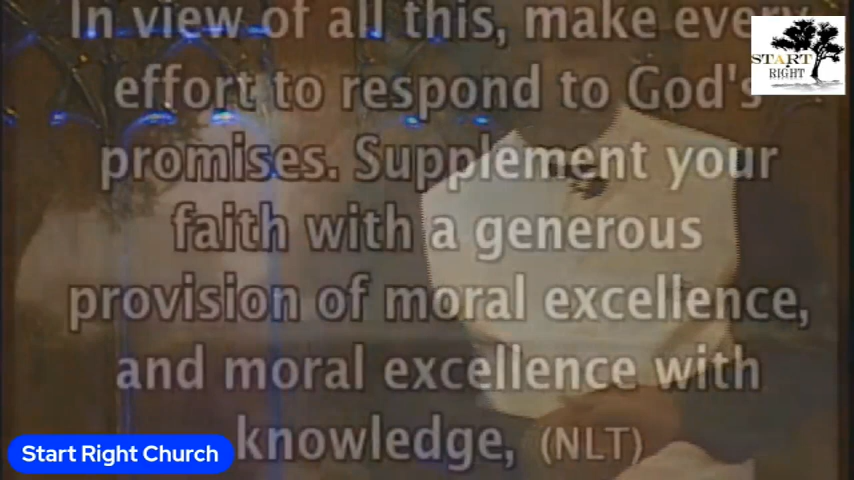 In view of all this, make every
effort to respond to God's
promises. Supplement your
faith with a generous
provision of moral excellence,
and moral excellence with
knowledge, (NLT)
START
RIGHT
Start Right Church